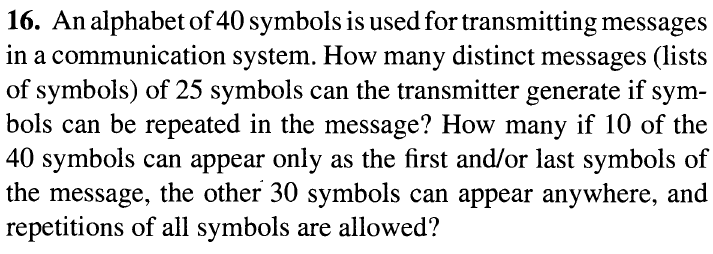 16. An alphabet of 40 symbols is used for transmitting messages
in a communication system. How many distinct messages (lists
of symbols) of 25 symbols can the transmitter generate if sym-
bols can be repeated in the message? How many if 10 of the
40 symbols can appear only as the first and/or last symbols of
the message, the other 30 symbols can appear anywhere, and
repetitions of all symbols are allowed?